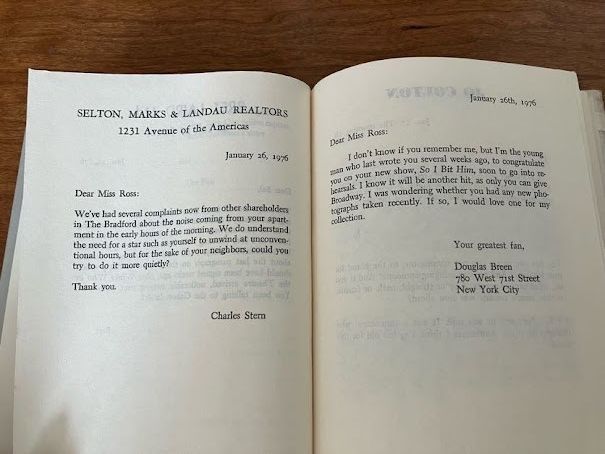 SELTON, MARKS & LANDAU REALTORS
1231 Avenue of the Americas
January 26, 1976
Dear Miss Ross:
We've had several complaints now from other shareholders
in The Bradford about the noise coming from your apart-
ment in the early hours of the morning. We do understand
the need for a star such as yourself to unwind at unconven-
tional hours, but for the sake of your neighbors, could you
try to do it more quietly?
Thank you.
Charles Stern
January 26th, 1976
Dear Miss Ross:
I don't know if you remember me, but I'm the young
man who last wrote you several weeks ago, to congratulate
you on your new show, So I Bit Him, soon to go into re-
hearsals. I know it will be another hit, as only you can give
Broadway. I was wondering whether you had any new pho-
tographs taken recently. If so, I would love one for my
collection.
Your greatest fan,
Douglas Breen
780 West 71st Street
New York City